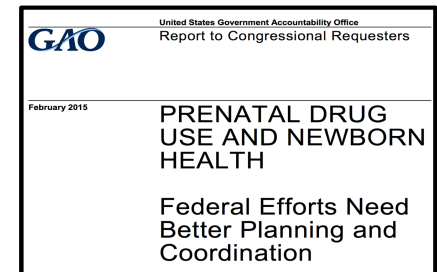 United States Government Accountability Office
GAO
Report to Congressional Requesters
February 2015
PRENATAL DRUG
USE AND NEWBORN
HEALTH
Federal Efforts Need
Better Planning and
Coordination